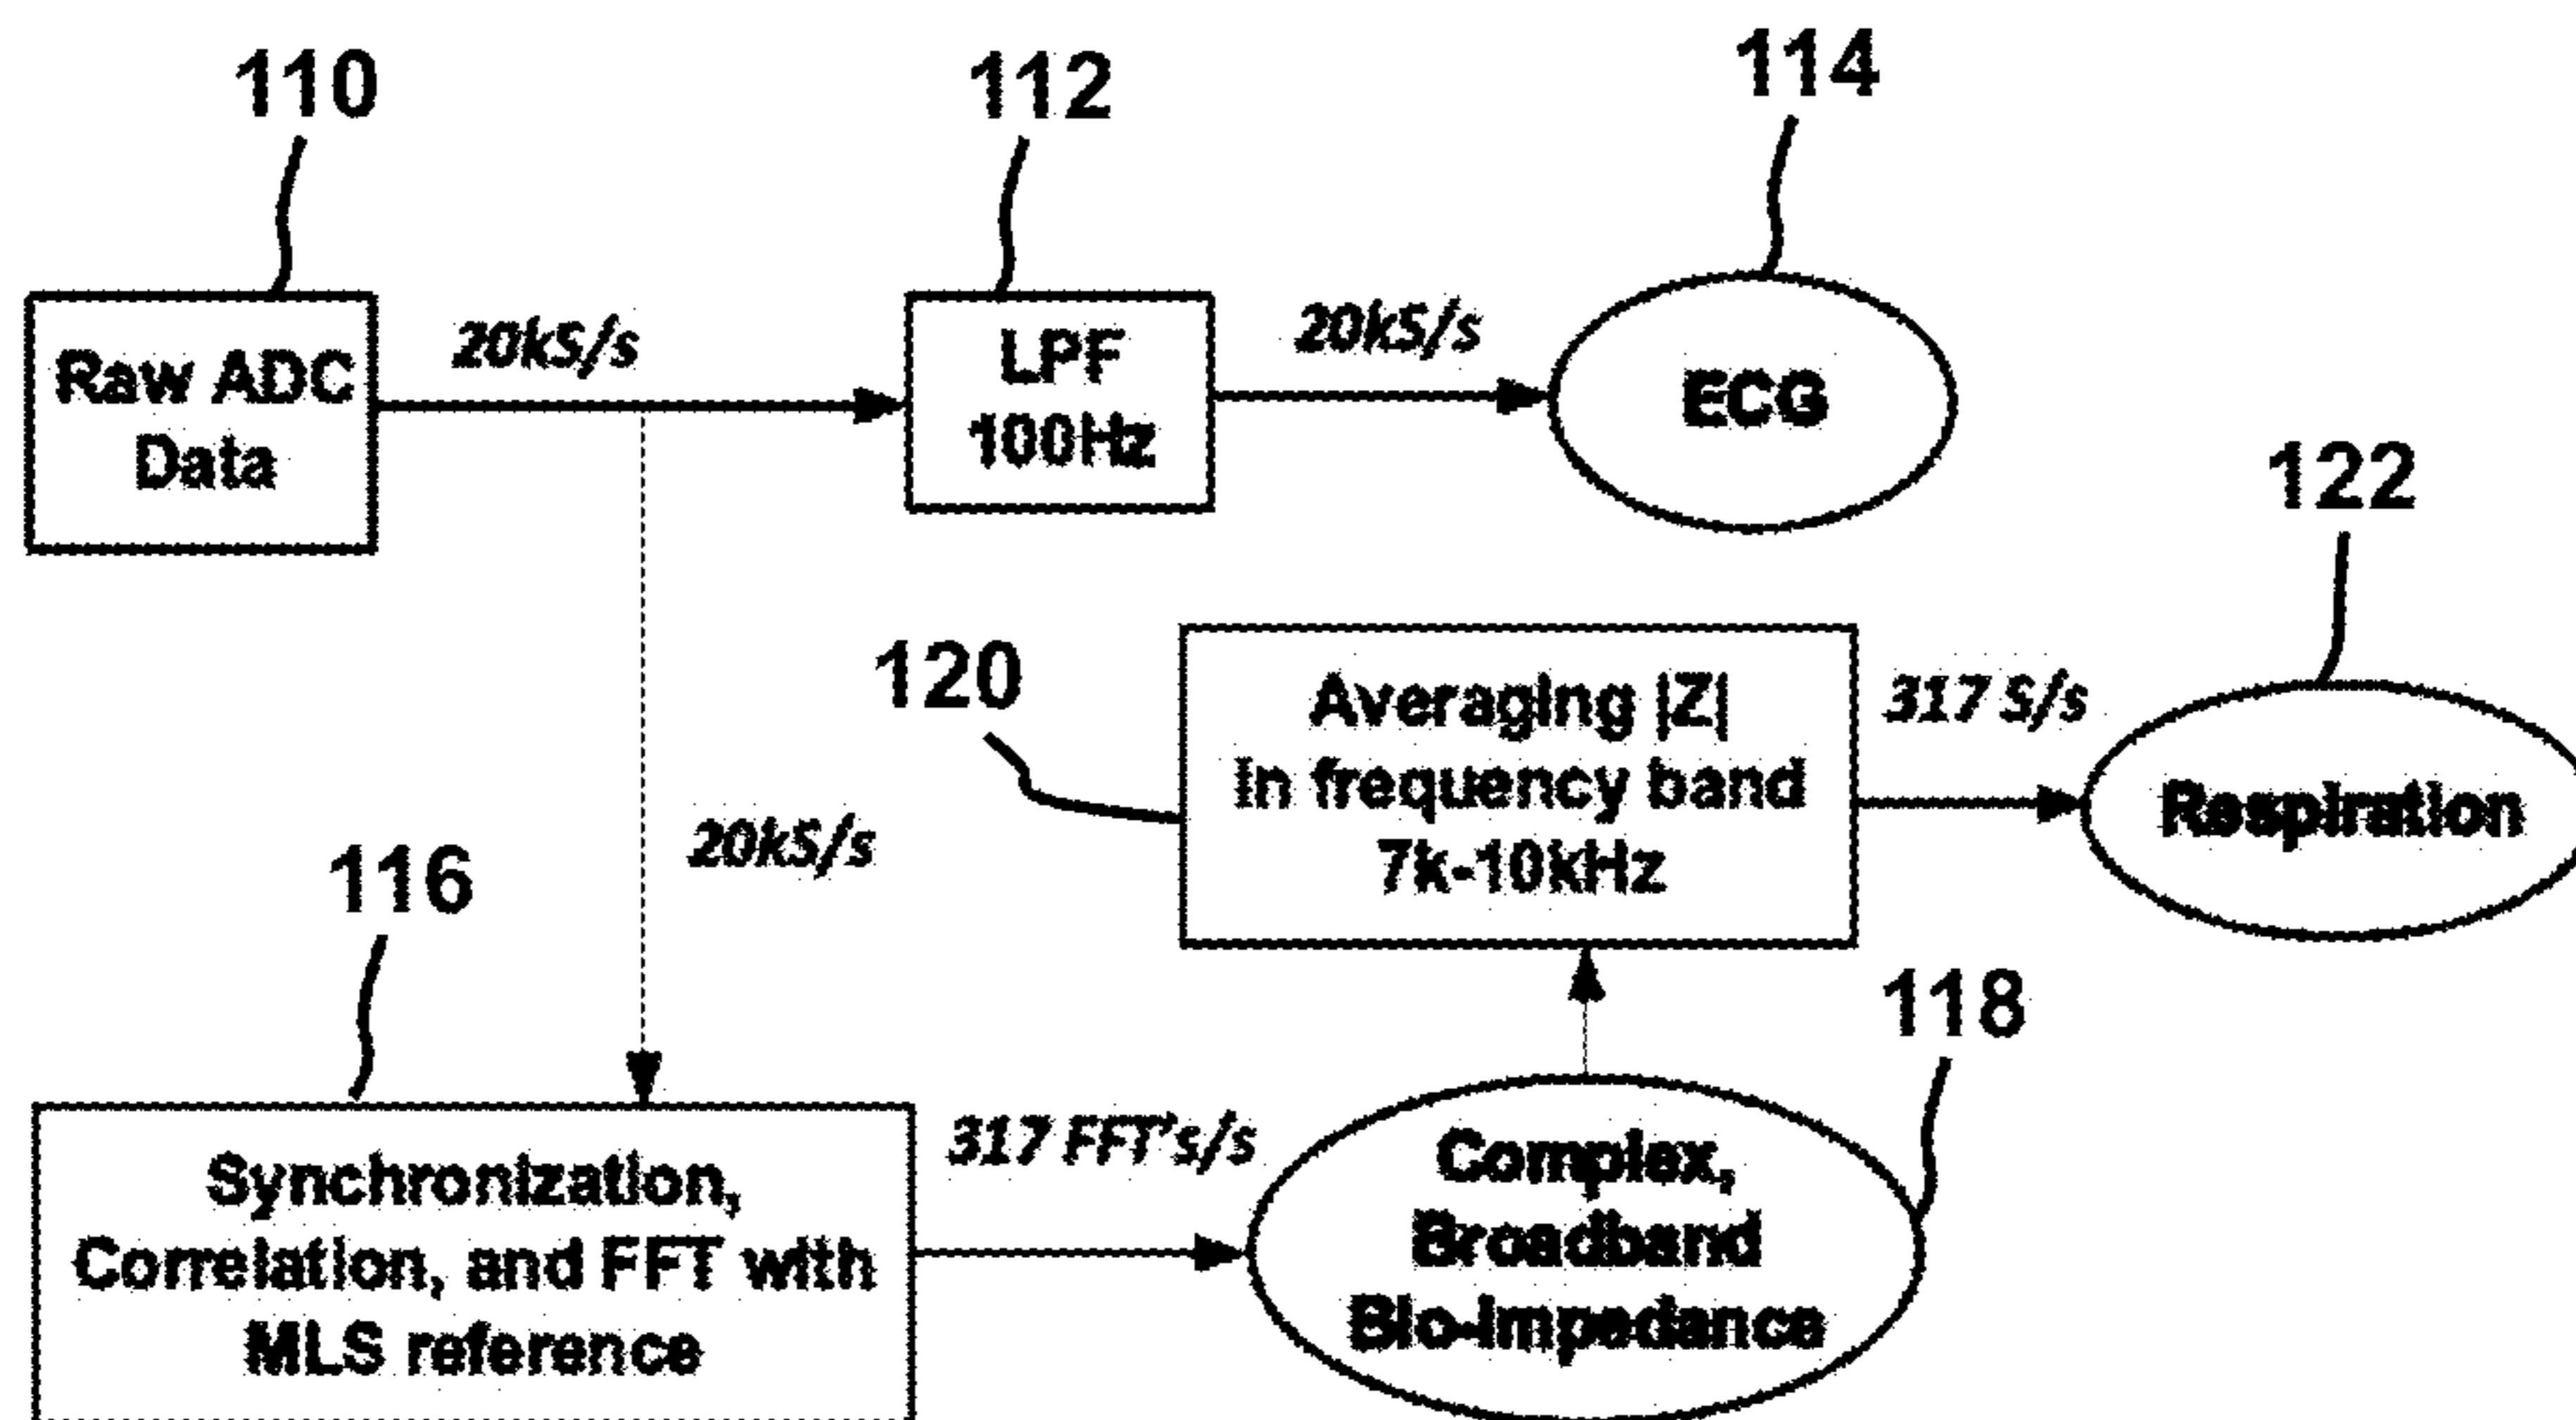 110
112
114
Raw ADC
Data
20kS/s
LPF
100Hz
20kS/s
ECG
122
120
Averaging |Z|
in frequency band
7k-10kHz
317 S/s
Respiration
20kS/s
116
118
Synchronization,
Correlation, and FFT with
MLS reference
317 FFT's/s
Complex,
Broadband
Bio-Impedance